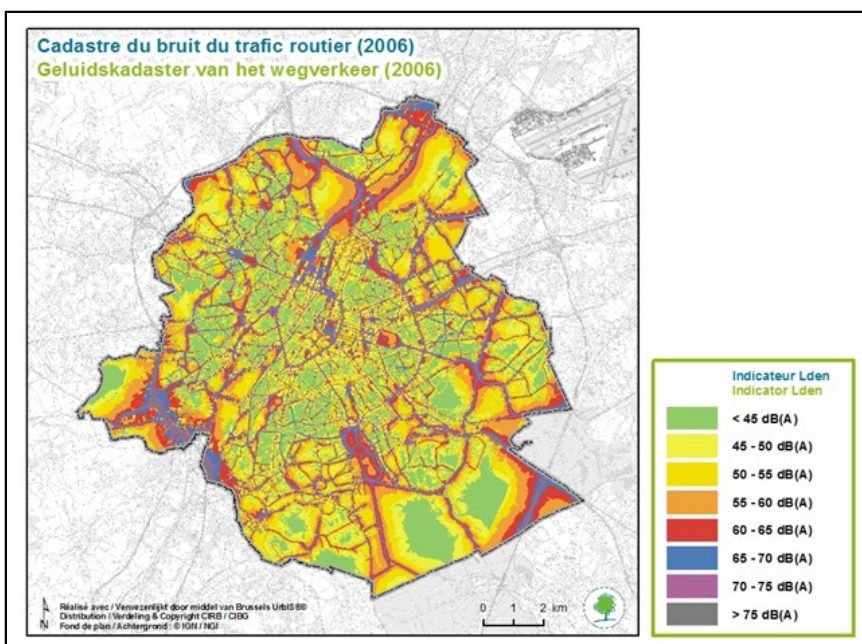 Cadastre du bruit du trafic routier (2006)
Geluidskadaster van het wegverkeer (2006)
Indicateur Lden
Indicator Lden
< 45 dB(A)
45 - 50 dB(A)
50 - 55 dB(A)
55 - 60 dB(A)
60 - 65 dB(A)
65 - 70 dB(A)
70 - 75 dB(A)
> 75 dB(A)
N
Réalisé avec / Verwezenlijkt door middel van Brussels UrbIS®©
Distribution / Verdeling & Copyright CIRB / CIBG
Fond de plan / Achtergrond : © IGN / NGI
0 1 2 km